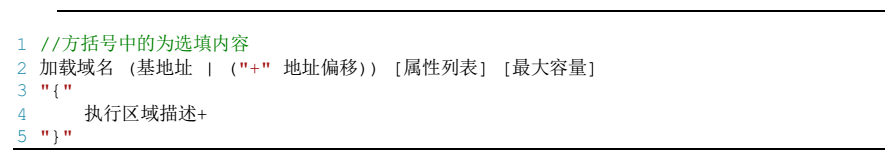 1 //方括号中的为选填内容
2 加载域名 (基地址 | ("+" 地址偏移)) [属性列表] [最大容量]
3 "{"
4     执行区域描述+
5 "}"